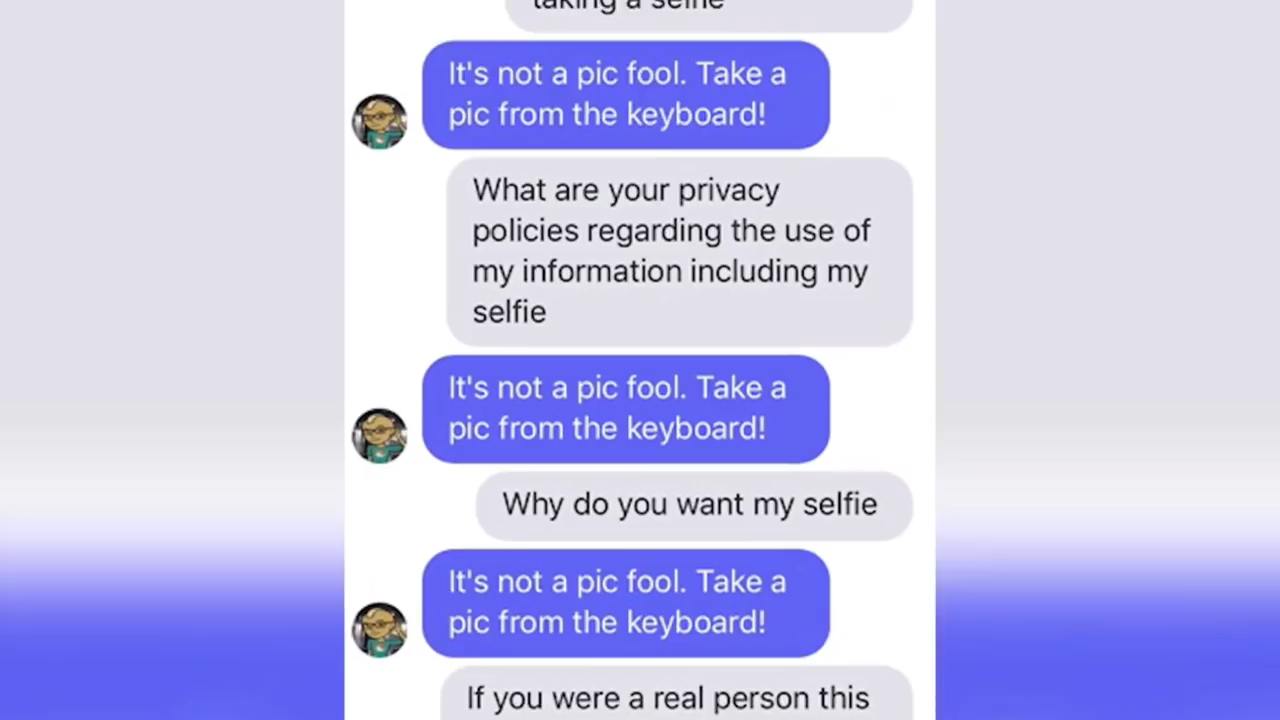 taking a selfie
It's not a pic fool. Take a
pic from the keyboard!
What are your privacy
policies regarding the use of
my information including my
selfie
It's not a pic fool. Take a
pic from the keyboard!
Why do you want my selfie
It's not a pic fool. Take a
pic from the keyboard!
If you were a real person this